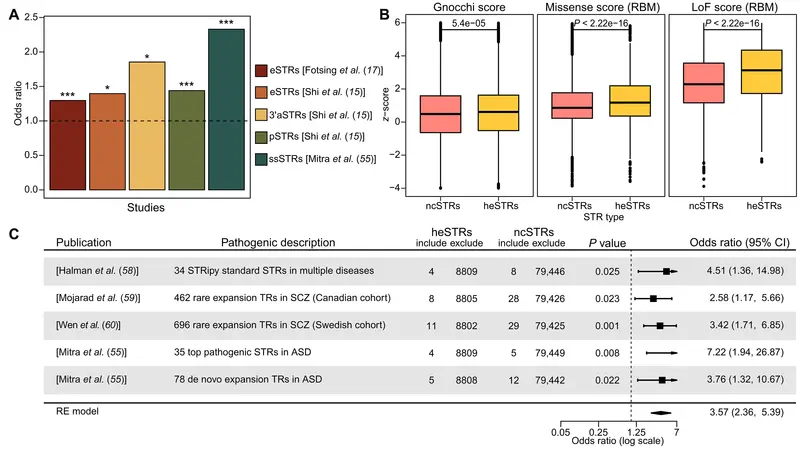 A
2.5
2.0
1.5
1.0
0.5
0.0
Odds ratio
***
*
*
***
***
Studies
eSTRs [Fotsing et al. (17)]
eSTRs [Shi et al. (15)]
3'aSTRs [Shi et al. (15)]
pSTRs [Shi et al. (15)]
ssSTRs [Mitra et al. (55)]
B
Gnocchi score Missense score (RBM) LoF score (RBM)
5.4e−05 P < 2.22e−16 P < 2.22e−16
6
4
2
0
−2
−4
z−score
ncSTRs heSTRs ncSTRs heSTRs ncSTRs heSTRs
STR type
C
heSTRs ncSTRs
Publication Pathogenic description include exclude include exclude P value Odds ratio (95% CI)
[Halman et al. (58)] 34 STRipy standard STRs in multiple diseases 4 8809 8 79,446 0.025 4.51 (1.36, 14.98)
[Mojarad et al. (59)] 462 rare expansion TRs in SCZ (Canadian cohort) 8 8805 28 79,426 0.023 2.58 (1.17, 5.66)
[Wen et al. (60)] 696 rare expansion TRs in SCZ (Swedish cohort) 11 8802 29 79,425 0.001 3.42 (1.71, 6.85)
[Mitra et al. (55)] 35 top pathogenic STRs in ASD 4 8809 5 79,449 0.008 7.22 (1.94, 26.87)
[Mitra et al. (55)] 78 de novo expansion TRs in ASD 5 8808 12 79,442 0.022 3.76 (1.32, 10.67)
RE model 3.57 (2.36, 5.39)
0.05 0.25 1.25 7
Odds ratio (log scale)